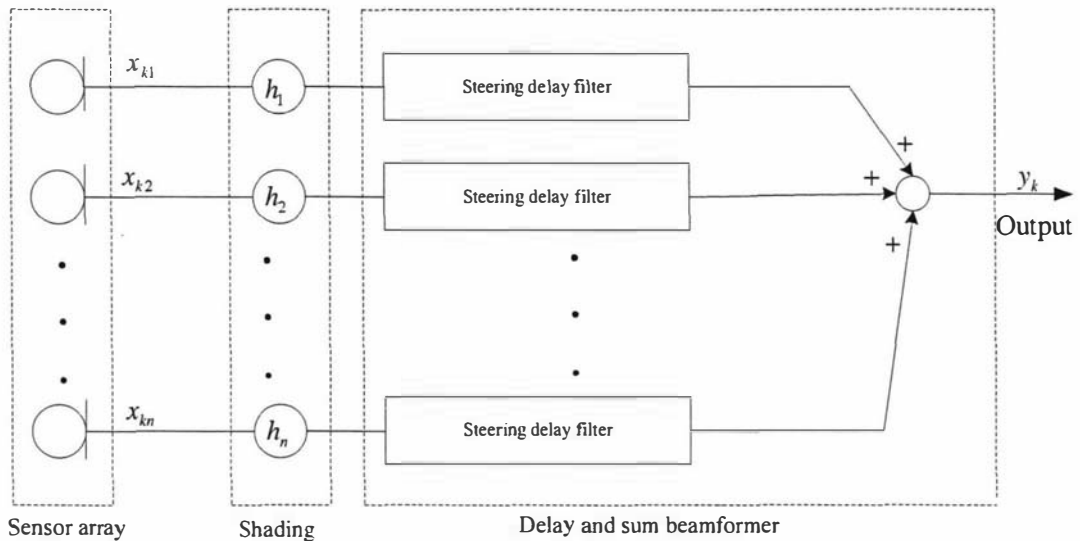 x_{k1}
h_1
Steering delay filter
+
x_{k2}
h_2
Steering delay filter
+
y_k
Output
+
x_{kn}
h_n
Steering delay filter
Sensor array
Shading
Delay and sum beamformer